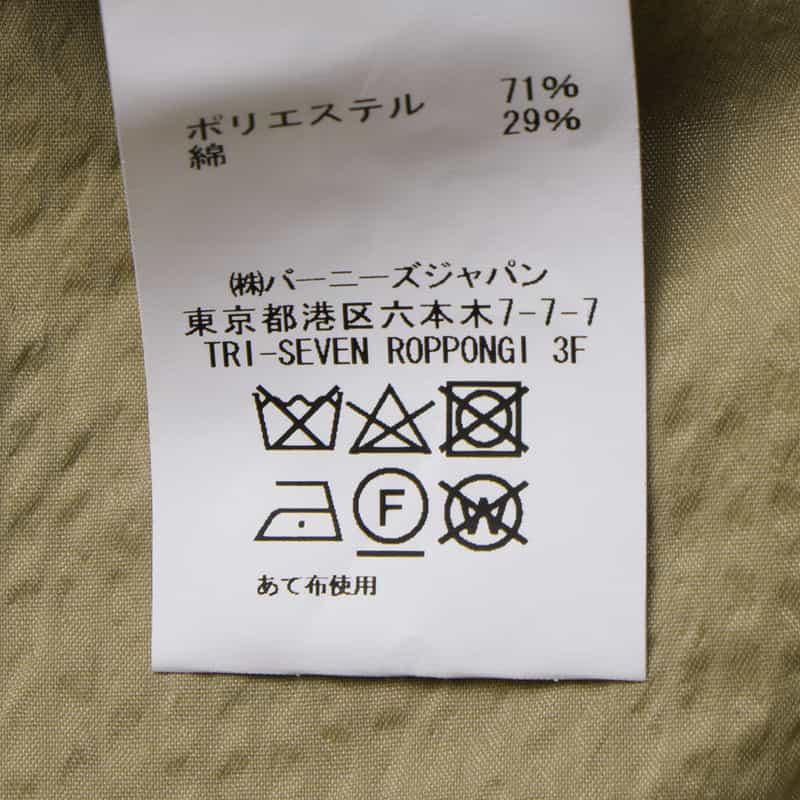 ポリエステル 71%
綿 29%
㈱バーニーズジャパン
東京都港区六本木7-7-7
TRI-SEVEN ROPPONGI 3F
F W
あて布使用